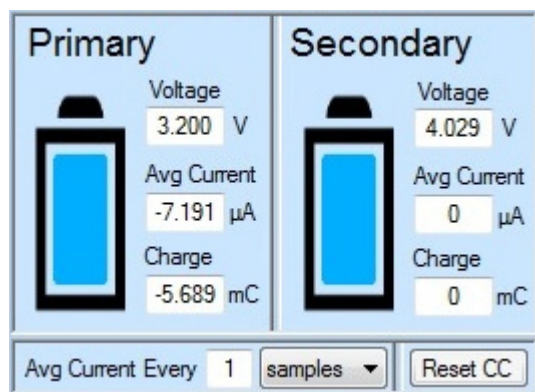 Primary
Voltage
3.200 V
Avg Current
-7.191 µA
Charge
-5.689 mC
Secondary
Voltage
4.029 V
Avg Current
0 µA
Charge
0 mC
Avg Current Every 1 samples
Reset CC